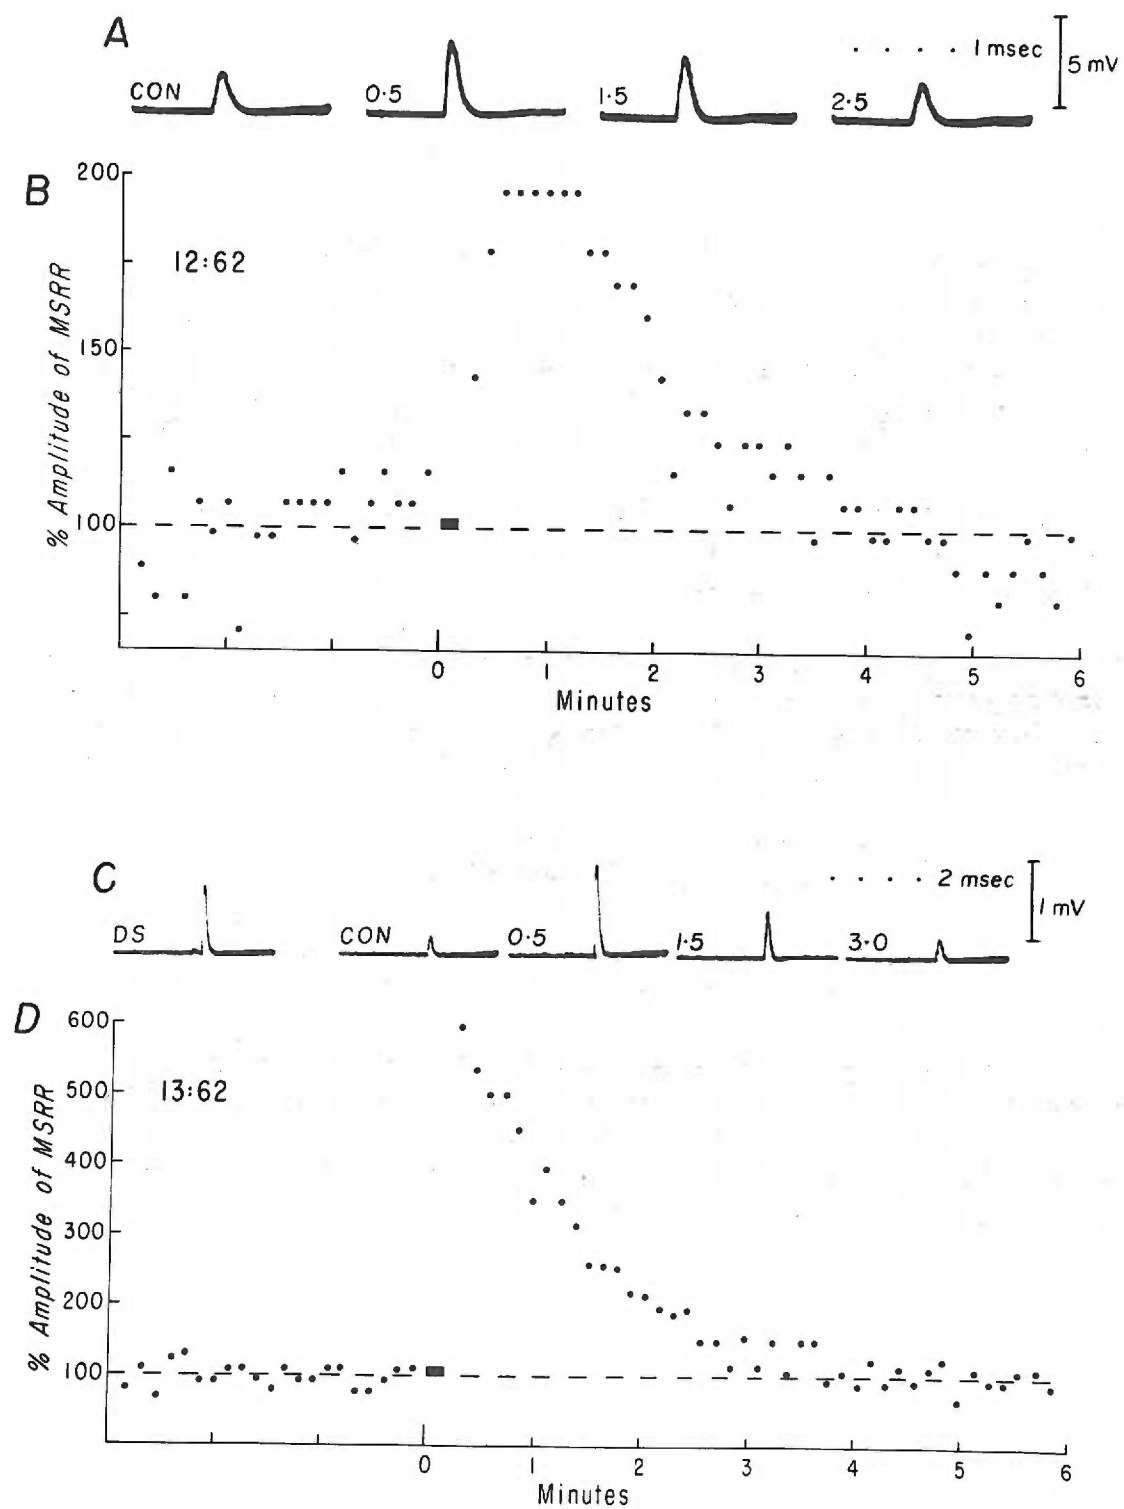 A
CON
0·5
1·5
2·5
1 msec
5 mV
B
% Amplitude of MSRR
200
150
100
12:62
0 1 2 3 4 5 6
Minutes
C
DS
CON
0·5
1·5
3·0
2 msec
1 mV
D
% Amplitude of MSRR
600
500
400
300
200
100
13:62
0 1 2 3 4 5 6
Minutes